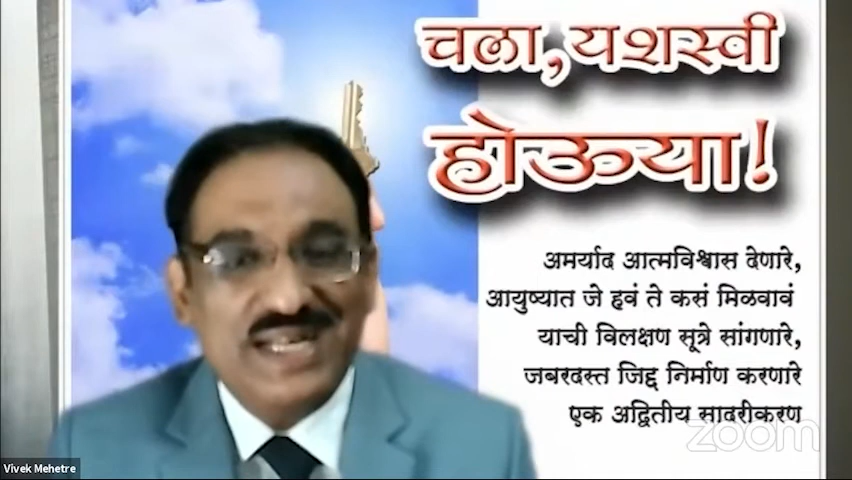 चला, यशस्वी
होऊया!
अमर्याद आत्मविश्वास देणारे,
आयुष्यात जे हवं ते कसं मिळवावं
याची विलक्षण सूत्रे सांगणारे,
जबरदस्त जिद्द निर्माण करणारे
एक अद्वितीय सादरीकरण
zoom
Vivek Mehetre